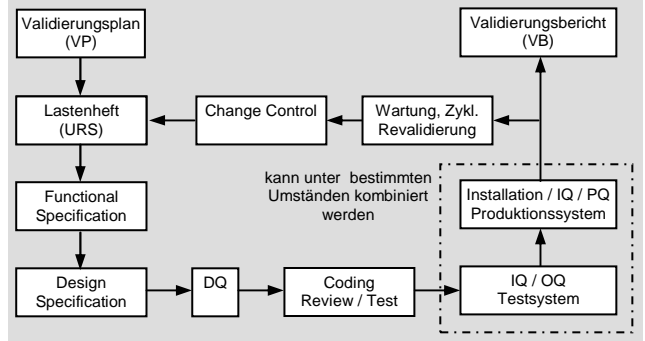 Validierungsplan
(VP)
Validierungsbericht
(VB)
Lastenheft
(URS)
Change Control
Wartung, Zykl.
Revalidierung
kann unter bestimmten
Umständen kombiniert
werden
Functional
Specification
Installation / IQ / PQ
Produktionssystem
Design
Specification
DQ
Coding
Review / Test
IQ / OQ
Testsystem